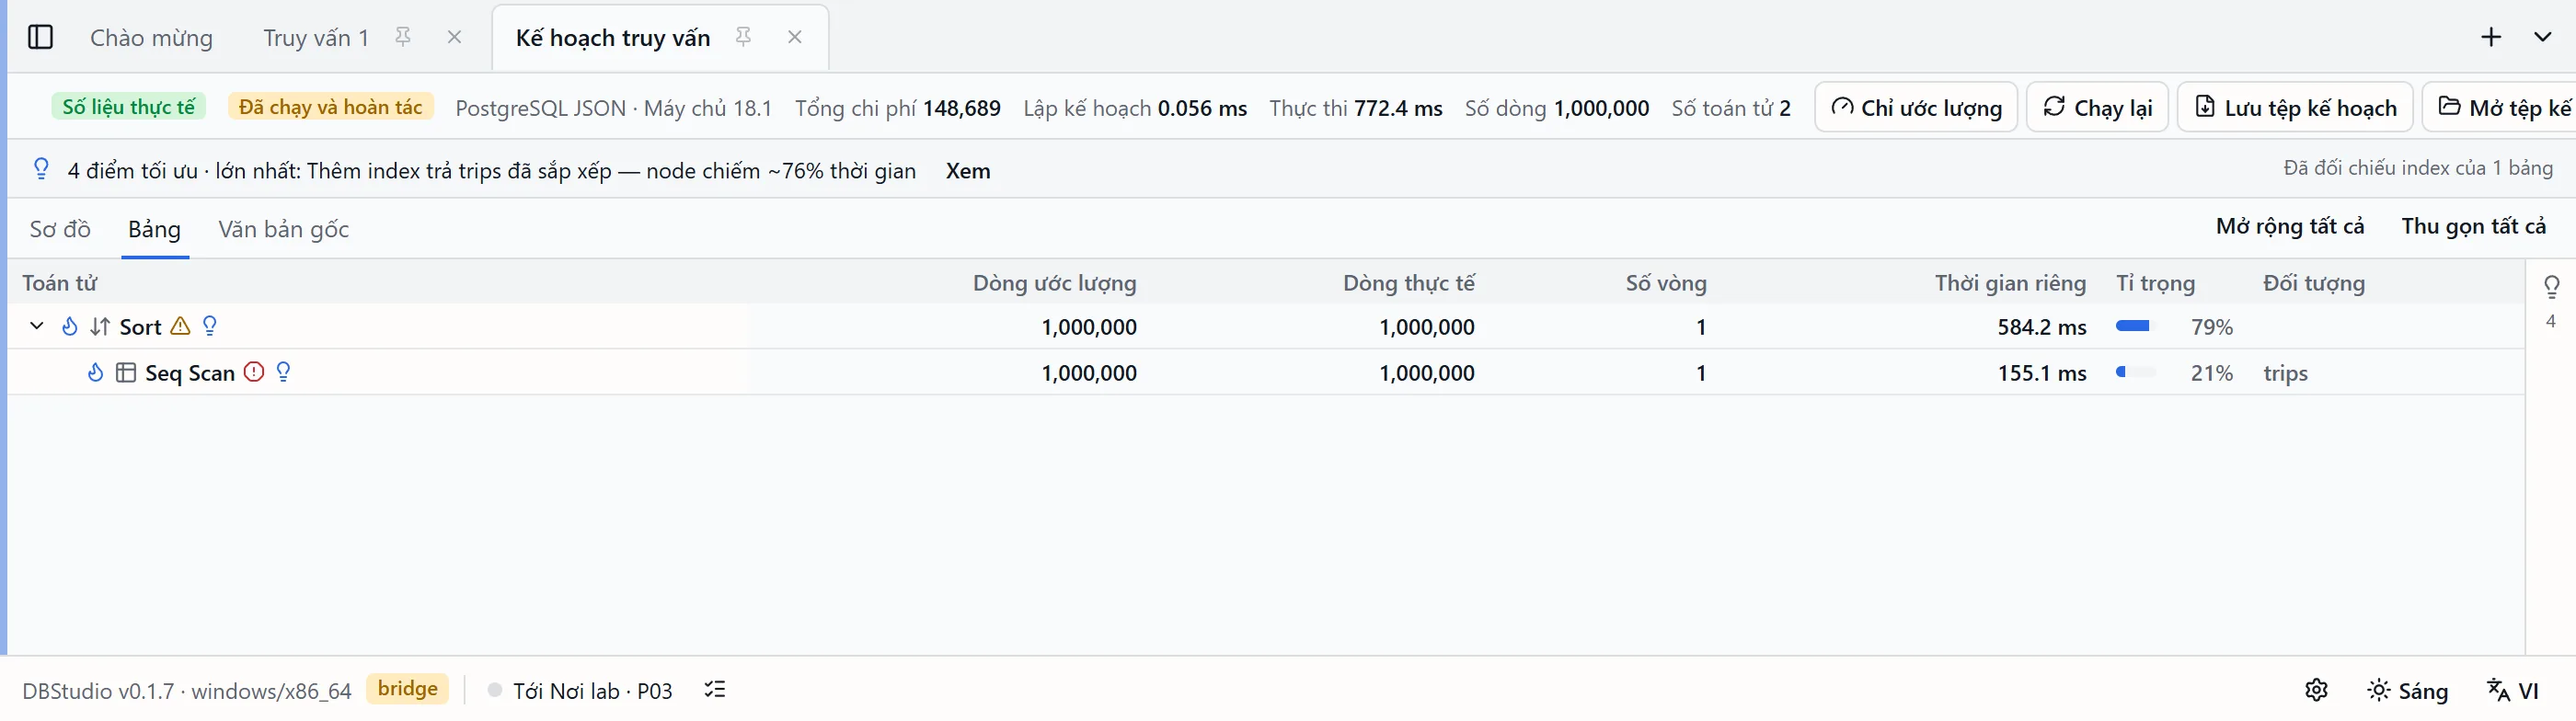 Chào mừng Truy vấn 1 Kế hoạch truy vấn
Số liệu thực tế Đã chạy và hoàn tác PostgreSQL JSON · Máy chủ 18.1 Tổng chi phí 148,689 Lập kế hoạch 0.056 ms Thực thi 772.4 ms Số dòng 1,000,000 Số toán tử 2 Chỉ ước lượng Chạy lại Lưu tệp kế hoạch Mở tệp kế
4 điểm tối ưu · lớn nhất: Thêm index trả trips đã sắp xếp — node chiếm ~76% thời gian Xem Đã đối chiếu index của 1 bảng
Sơ đồ Bảng Văn bản gốc Mở rộng tất cả Thu gọn tất cả
Toán tử Dòng ước lượng Dòng thực tế Số vòng Thời gian riêng Tỉ trọng Đối tượng
Sort 1,000,000 1,000,000 1 584.2 ms 79%
4
Seq Scan 1,000,000 1,000,000 1 155.1 ms 21% trips
DBStudio v0.1.7 · windows/x86_64 bridge Tới Nơi lab · P03 Sáng VI